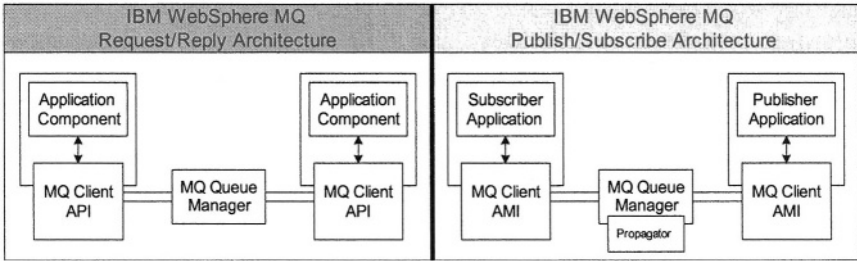 IBM WebSphere MQ
Request/Reply Architecture
IBM WebSphere MQ
Publish/Subscribe Architecture
Application
Component
Application
Component
MQ Client
API
MQ Queue
Manager
MQ Client
API
Subscriber
Application
Publisher
Application
MQ Client
AMI
MQ Queue
Manager
Propagator
MQ Client
AMI